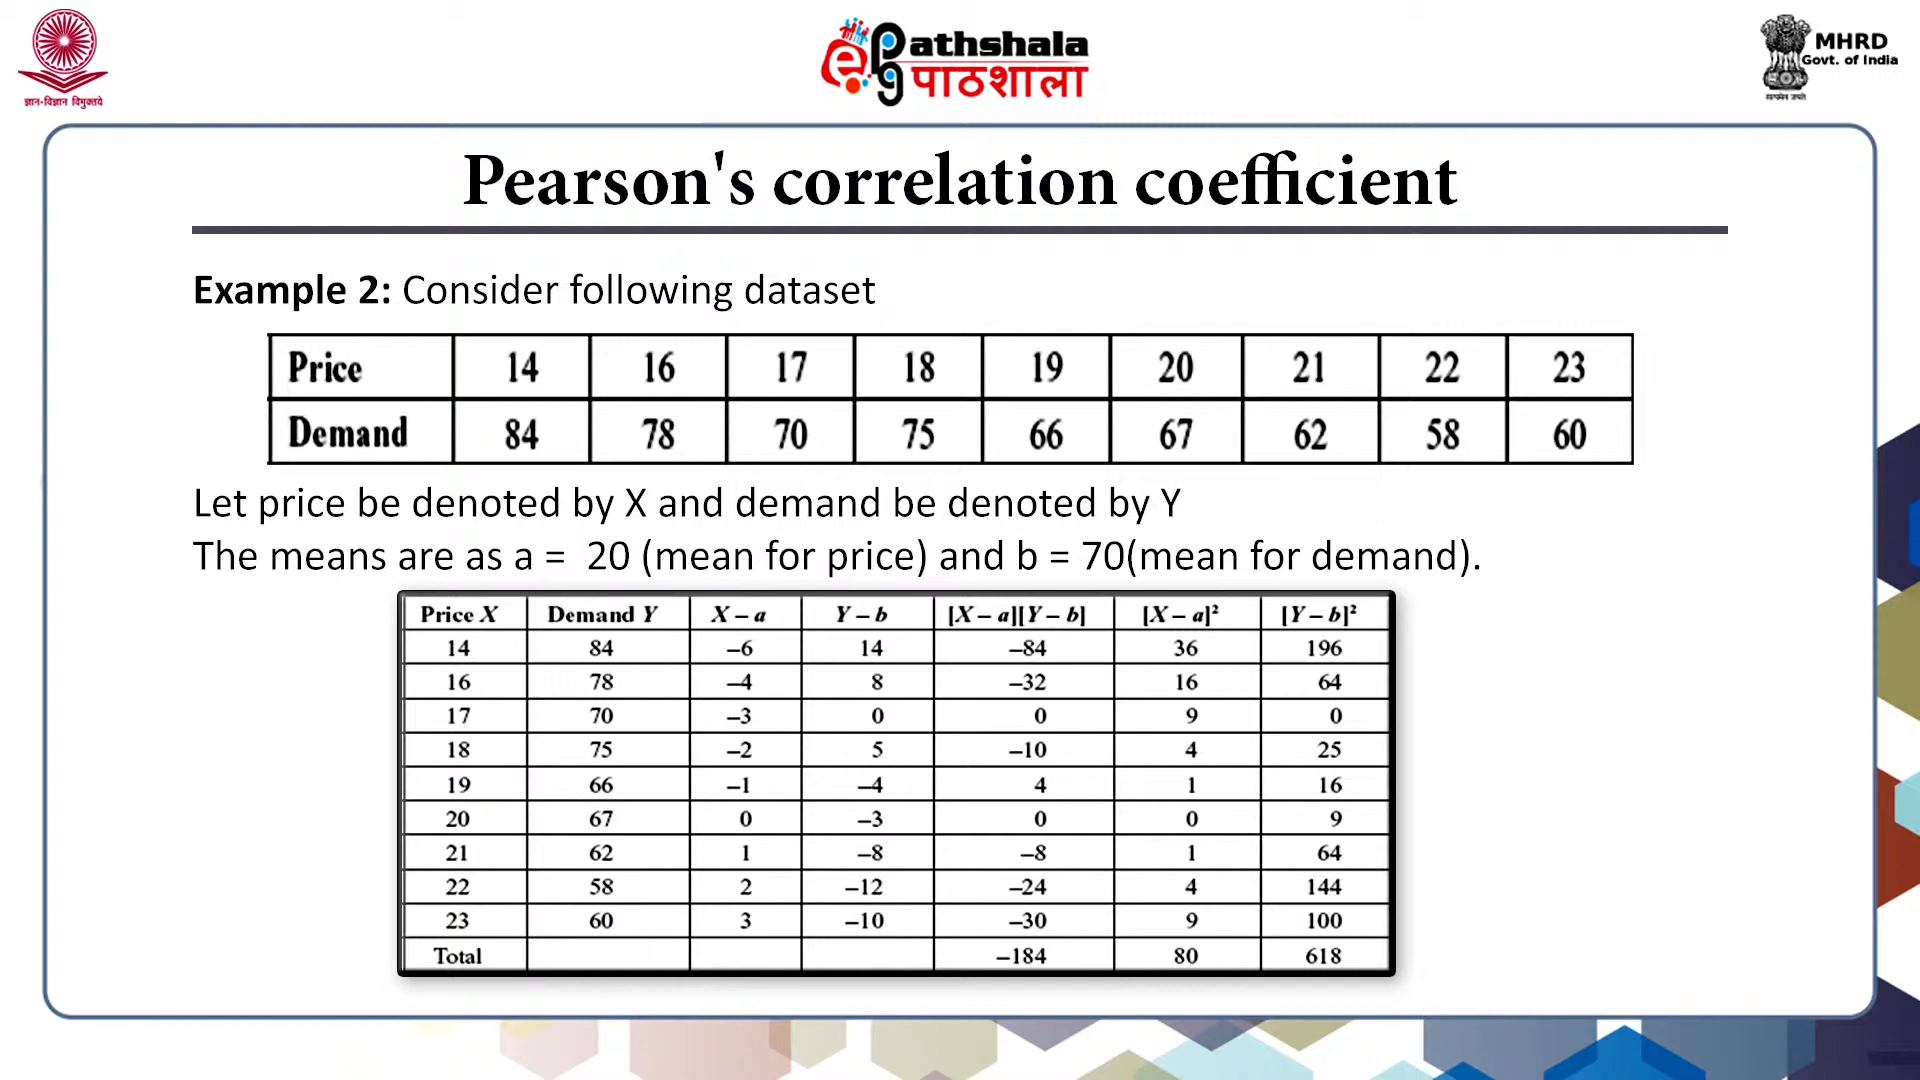 ज्ञान-विज्ञान विमुक्तये
e pg Pathshala
पाठशाला
MHRD
Govt. of India
सत्यमेव जयते
Pearson's correlation coefficient
Example 2: Consider following dataset
Price 14 16 17 18 19 20 21 22 23
Demand 84 78 70 75 66 67 62 58 60
Let price be denoted by X and demand be denoted by Y
The means are as a = 20 (mean for price) and b = 70(mean for demand).
Price X Demand Y X – a Y – b [X – a][Y – b] [X – a]² [Y – b]²
14 84 –6 14 –84 36 196
16 78 –4 8 –32 16 64
17 70 –3 0 0 9 0
18 75 –2 5 –10 4 25
19 66 –1 –4 4 1 16
20 67 0 –3 0 0 9
21 62 1 –8 –8 1 64
22 58 2 –12 –24 4 144
23 60 3 –10 –30 9 100
Total –184 80 618